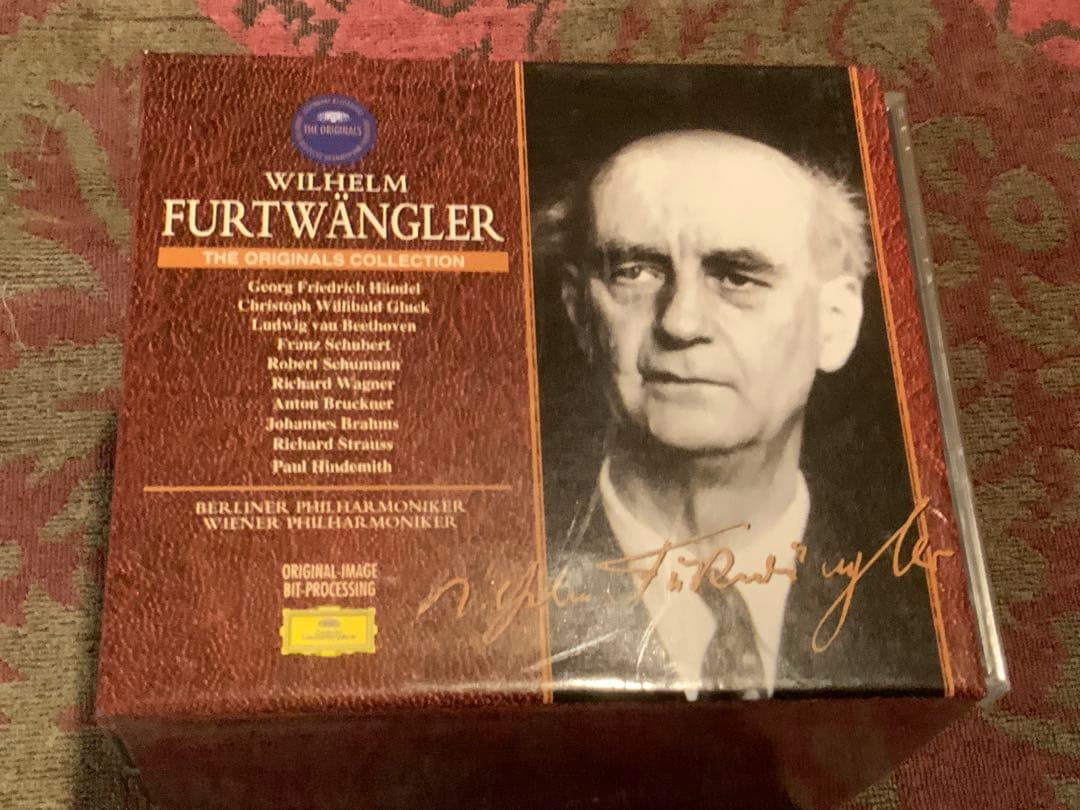 THE ORIGINALS
WILHELM
FURTWÄNGLER
THE ORIGINALS COLLECTION
Georg Friedrich Händel
Christoph Willibald Gluck
Ludwig van Beethoven
Franz Schubert
Robert Schumann
Richard Wagner
Anton Bruckner
Johannes Brahms
Richard Strauss
Paul Hindemith
BERLINER PHILHARMONIKER
WIENER PHILHARMONIKER
ORIGINAL-IMAGE
BIT-PROCESSING
Wilhelm Furtwängler